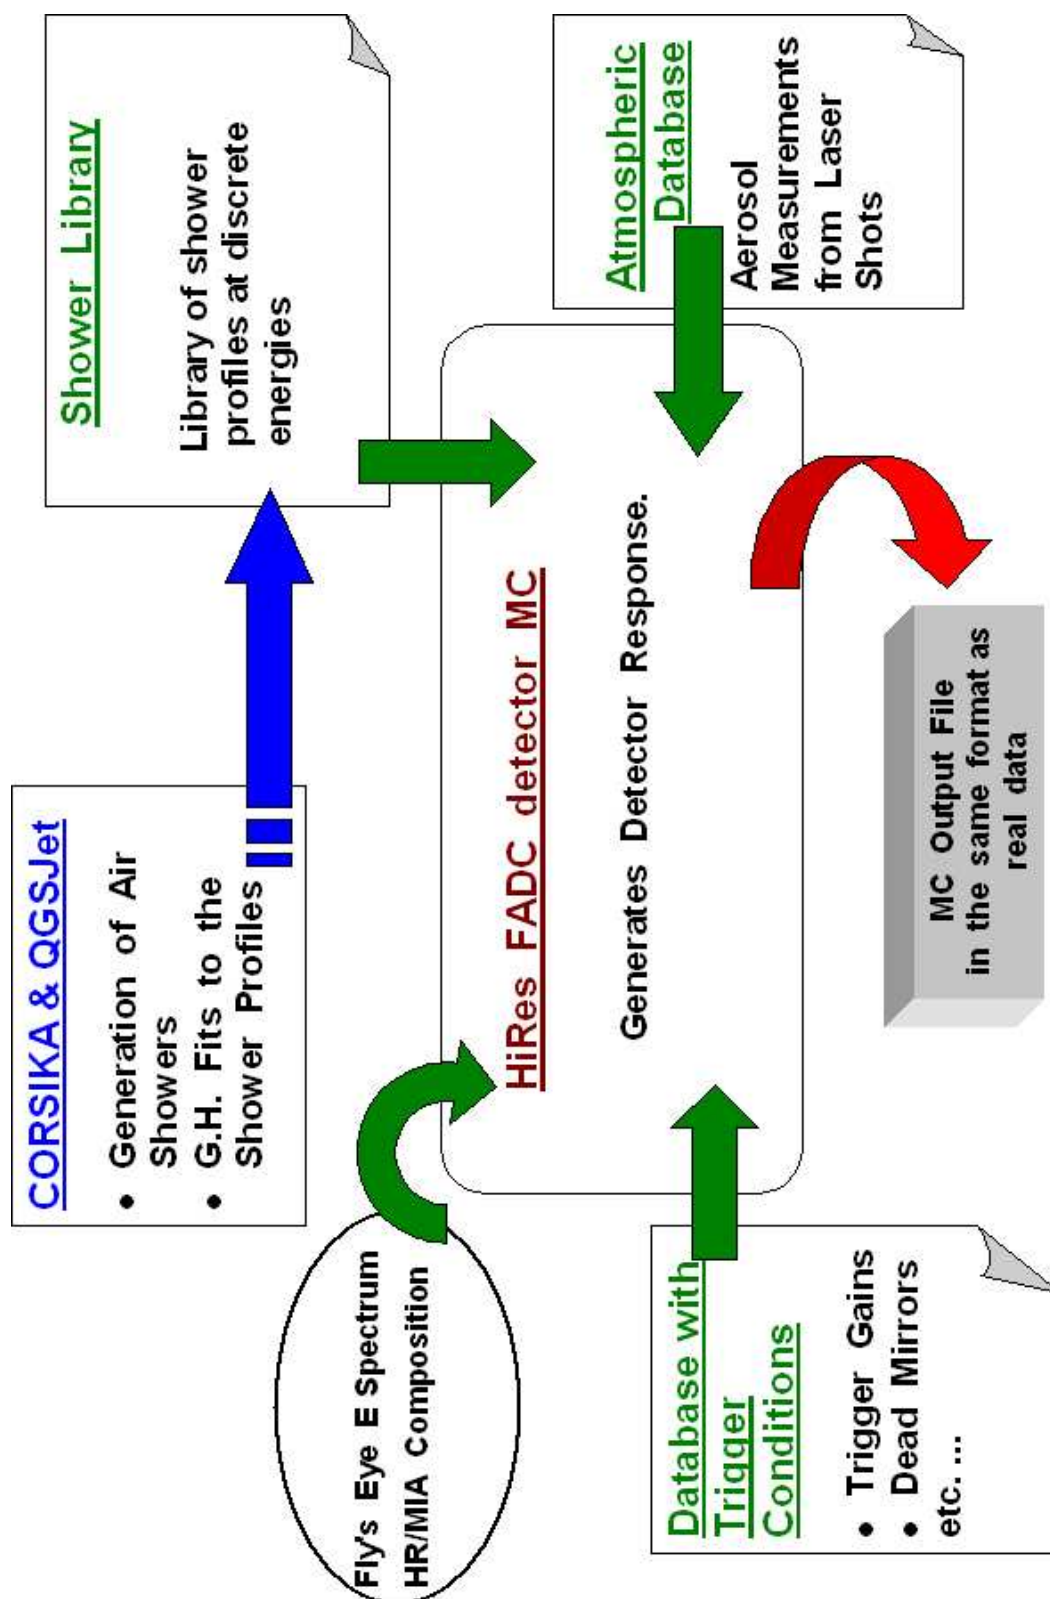 CORSIKA & QGSJet
• Generation of Air
Showers
• G.H. Fits to the
Shower Profiles
Shower Library
Library of shower
profiles at discrete
energies
Fly's Eye E Spectrum
HR/MIA Composition
HiRes FADC detector MC
Generates Detector Response.
Atmospheric
Database
Aerosol
Measurements
from Laser
Shots
Database with
Trigger
Conditions
• Trigger Gains
• Dead Mirrors
etc. ...
MC Output File
in the same format as
real data